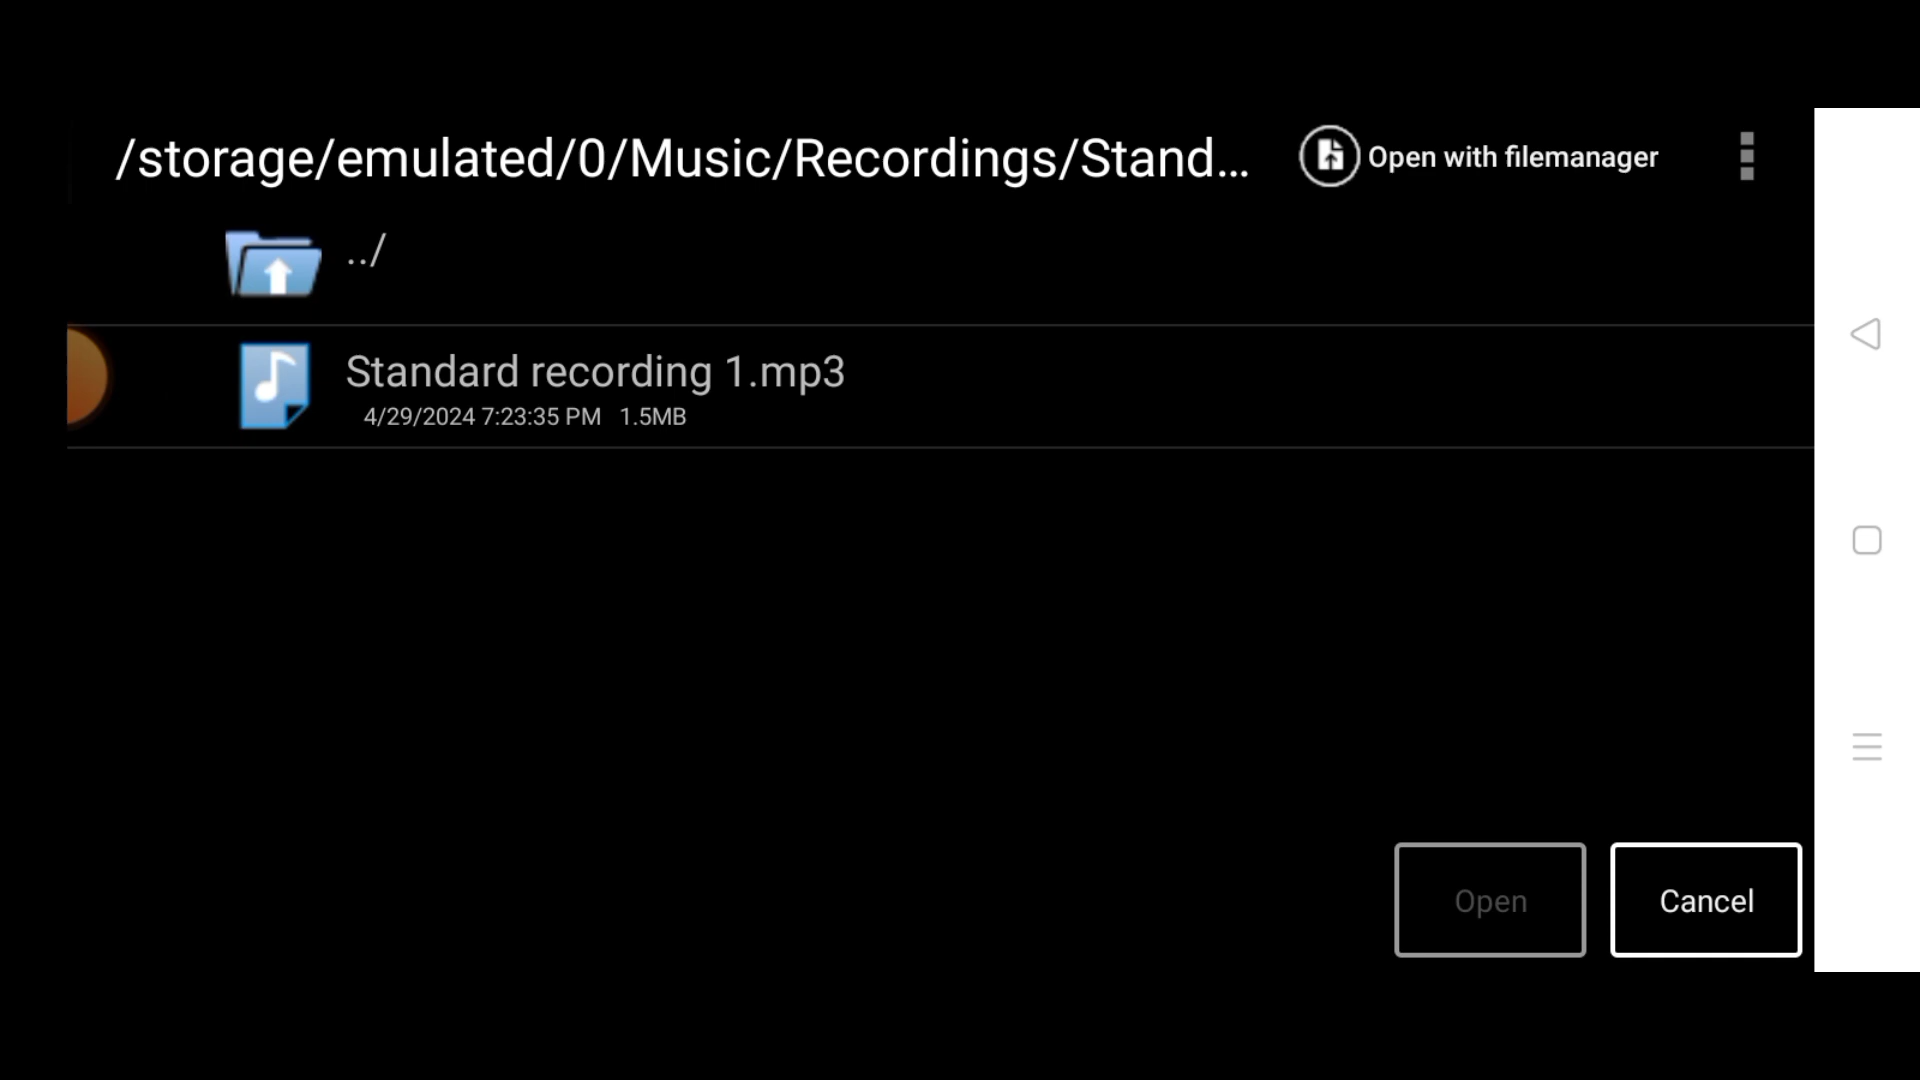 /storage/emulated/0/Music/Recordings/Stand...
Open with filemanager
../
Standard recording 1.mp3
4/29/2024 7:23:35 PM 1.5MB
Open
Cancel